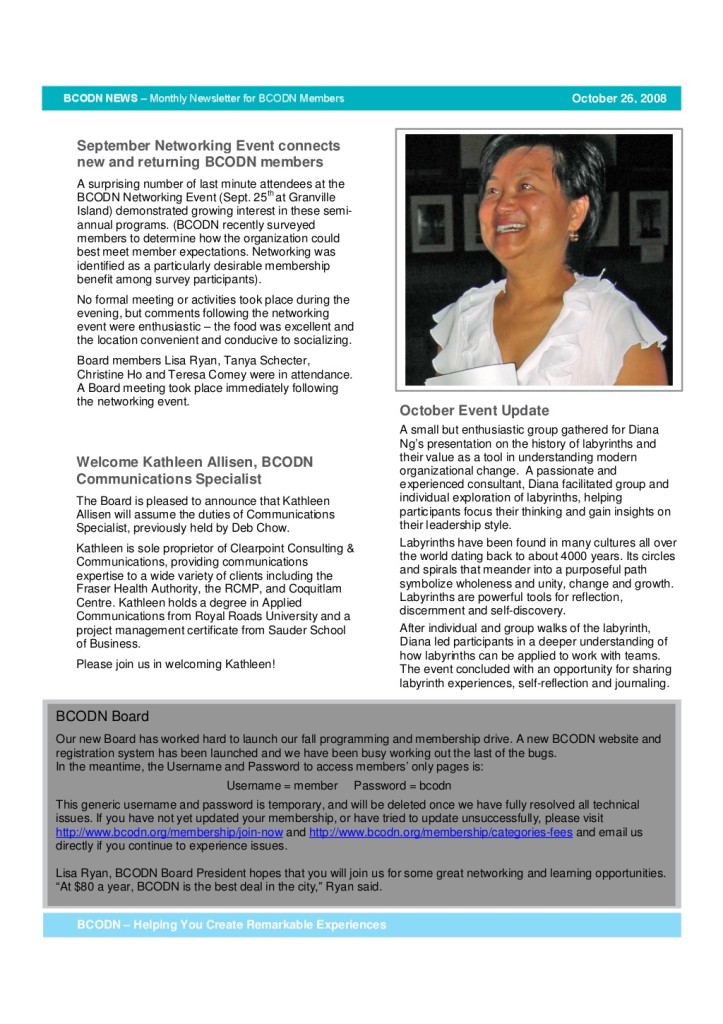 BCODN NEWS – Monthly Newsletter for BCODN Members
October 26, 2008
September Networking Event connects
new and returning BCODN members
A surprising number of last minute attendees at the
BCODN Networking Event (Sept. 25th at Granville
Island) demonstrated growing interest in these semi-
annual programs. (BCODN recently surveyed
members to determine how the organization could
best meet member expectations. Networking was
identified as a particularly desirable membership
benefit among survey participants).
No formal meeting or activities took place during the
evening, but comments following the networking
event were enthusiastic – the food was excellent and
the location convenient and conducive to socializing.
Board members Lisa Ryan, Tanya Schecter,
Christine Ho and Teresa Comey were in attendance.
A Board meeting took place immediately following
the networking event.
Welcome Kathleen Allisen, BCODN
Communications Specialist
The Board is pleased to announce that Kathleen
Allisen will assume the duties of Communications
Specialist, previously held by Deb Chow.
Kathleen is sole proprietor of Clearpoint Consulting &
Communications, providing communications
expertise to a wide variety of clients including the
Fraser Health Authority, the RCMP, and Coquitlam
Centre. Kathleen holds a degree in Applied
Communications from Royal Roads University and a
project management certificate from Sauder School
of Business.
Please join us in welcoming Kathleen!
October Event Update
A small but enthusiastic group gathered for Diana
Ng's presentation on the history of labyrinths and
their value as a tool in understanding modern
organizational change. A passionate and
experienced consultant, Diana facilitated group and
individual exploration of labyrinths, helping
participants focus their thinking and gain insights on
their leadership style.
Labyrinths have been found in many cultures all over
the world dating back to about 4000 years. Its circles
and spirals that meander into a purposeful path
symbolize wholeness and unity, change and growth.
Labyrinths are powerful tools for reflection,
discernment and self-discovery.
After individual and group walks of the labyrinth,
Diana led participants in a deeper understanding of
how labyrinths can be applied to work with teams.
The event concluded with an opportunity for sharing
labyrinth experiences, self-reflection and journaling.
BCODN Board
Our new Board has worked hard to launch our fall programming and membership drive. A new BCODN website and
registration system has been launched and we have been busy working out the last of the bugs.
In the meantime, the Username and Password to access members' only pages is:
Username = member Password = bcodn
This generic username and password is temporary, and will be deleted once we have fully resolved all technical
issues. If you have not yet updated your membership, or have tried to update unsuccessfully, please visit
http://www.bcodn.org/membership/join-now and http://www.bcodn.org/membership/categories-fees and email us
directly if you continue to experience issues.
Lisa Ryan, BCODN Board President hopes that you will join us for some great networking and learning opportunities.
"At $80 a year, BCODN is the best deal in the city," Ryan said.
BCODN – Helping You Create Remarkable Experiences